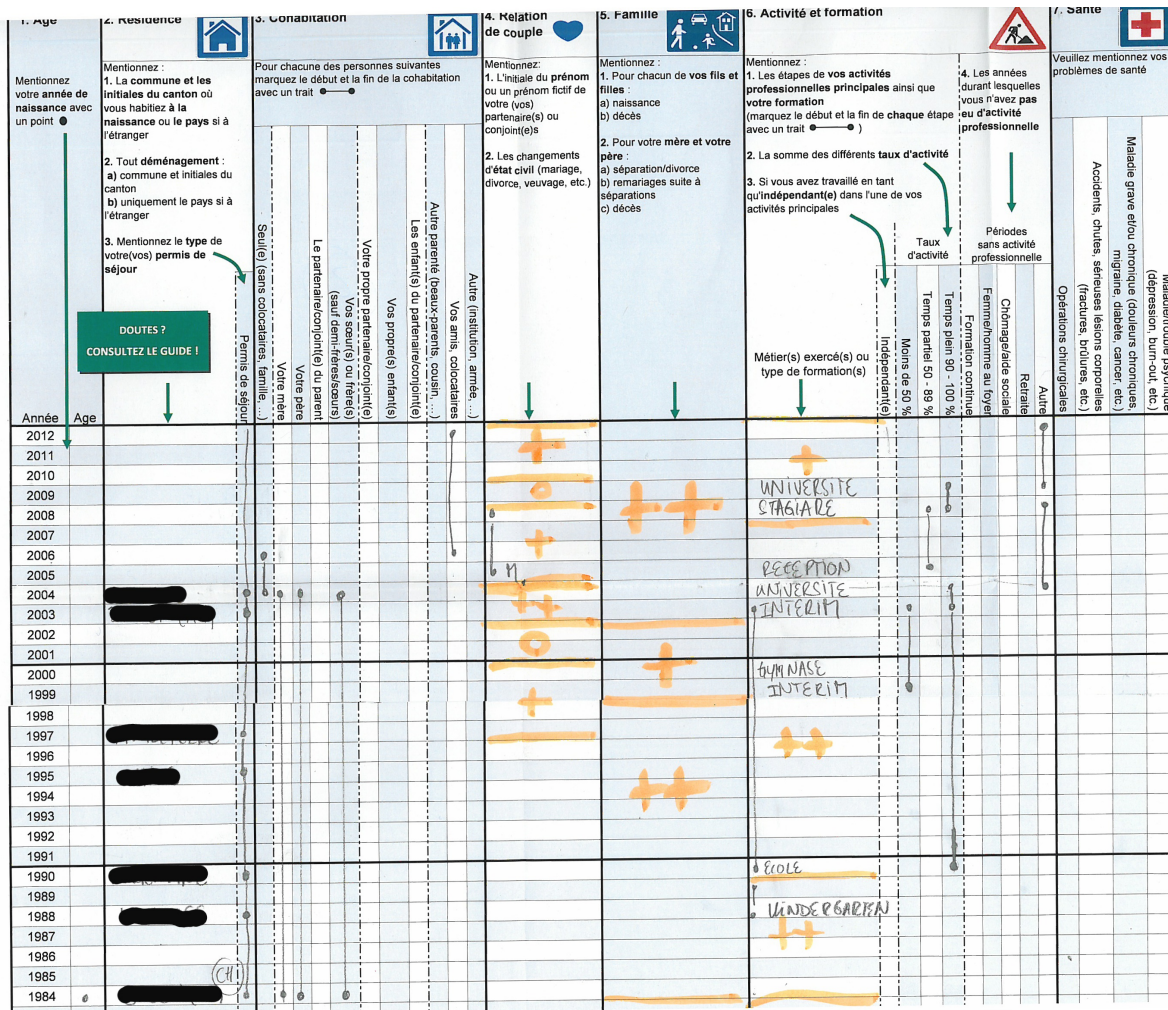 1. Age
2. Résidence
3. Cohabitation
4. Relation
de couple
5. Famille
6. Activité et formation
7. Santé
Mentionnez
votre année de
naissance avec
un point
Mentionnez :
1. La commune et les
initiales du canton où
vous habitiez à la
naissance ou le pays si à
l'étranger
2. Tout déménagement :
a) commune et initiales du
canton
b) uniquement le pays si à
l'étranger
3. Mentionnez le type de
votre(vos) permis de
séjour
DOUTES ?
CONSULTEZ LE GUIDE !
Permis de séjour
Pour chacune des personnes suivantes
marquez le début et la fin de la cohabitation
avec un trait
Seul(e) (sans colocataires, famille, ...)
Votre mère
Votre père
Le partenaire/conjoint(e) du parent
Vos sœur(s) ou frère(s)
(sauf demi-frères/sœurs)
Votre propre partenaire/conjoint(e)
Vos propre(s) enfant(s)
Les enfant(s) du partenaire/conjoint(e)
Autre parenté (beaux-parents, cousin, ...)
Vos amis, colocataires
Autre (institution, armée, ...)
Mentionnez:
1. L'initiale du prénom
ou un prénom fictif de
votre (vos)
partenaire(s) ou
conjoint(e)s
2. Les changements
d'état civil (mariage,
divorce, veuvage, etc.)
Mentionnez :
1. Pour chacun de vos fils et
filles :
a) naissance
b) décès
2. Pour votre mère et votre
père :
a) séparation/divorce
b) remariages suite à
séparations
c) décès
Mentionnez :
1. Les étapes de vos activités
professionnelles principales ainsi que
votre formation
(marquez le début et la fin de chaque étape
avec un trait )
2. La somme des différents taux d'activité
3. Si vous avez travaillé en tant
qu'indépendant(e) dans l'une de vos
activités principales
4. Les années
durant lesquelles
vous n'avez pas
eu d'activité
professionnelle
Taux
d'activité
Périodes
sans activité
professionnelle
Métier(s) exercé(s) ou
type de formation(s)
Indépendant(e)
Moins de 50 %
Temps partiel 50 - 89 %
Temps plein 90 - 100 %
Formation continue
Femme/homme au foyer
Chômage/aide sociale
Retraite
Autre
Veuillez mentionnez vos
problèmes de santé
Opérations chirurgicales
Accidents, chutes, sérieuses lésions corporelles
(fractures, brûlures, etc.)
Maladie grave et/ou chronique (douleurs chroniques,
migraine, diabète, cancer, etc.)
(dépression, burn-out, etc.)
Année Age
2012 +
2011 +
2010
2009 o UNIVERSITE
2008 ++ STAGIARE
2007
2006 +
2005 M. RECEPTION
2004 UNIVERSITE
2003 ++ INTERIM
2002
2001 O
2000 + GYMNASE
1999 + INTERIM
1998
1997
1996 ++
1995
1994 ++
1993
1992
1991
1990 ECOLE
1989
1988 KINDERGARTEN
1987 ++
1986
1985 CH
1984